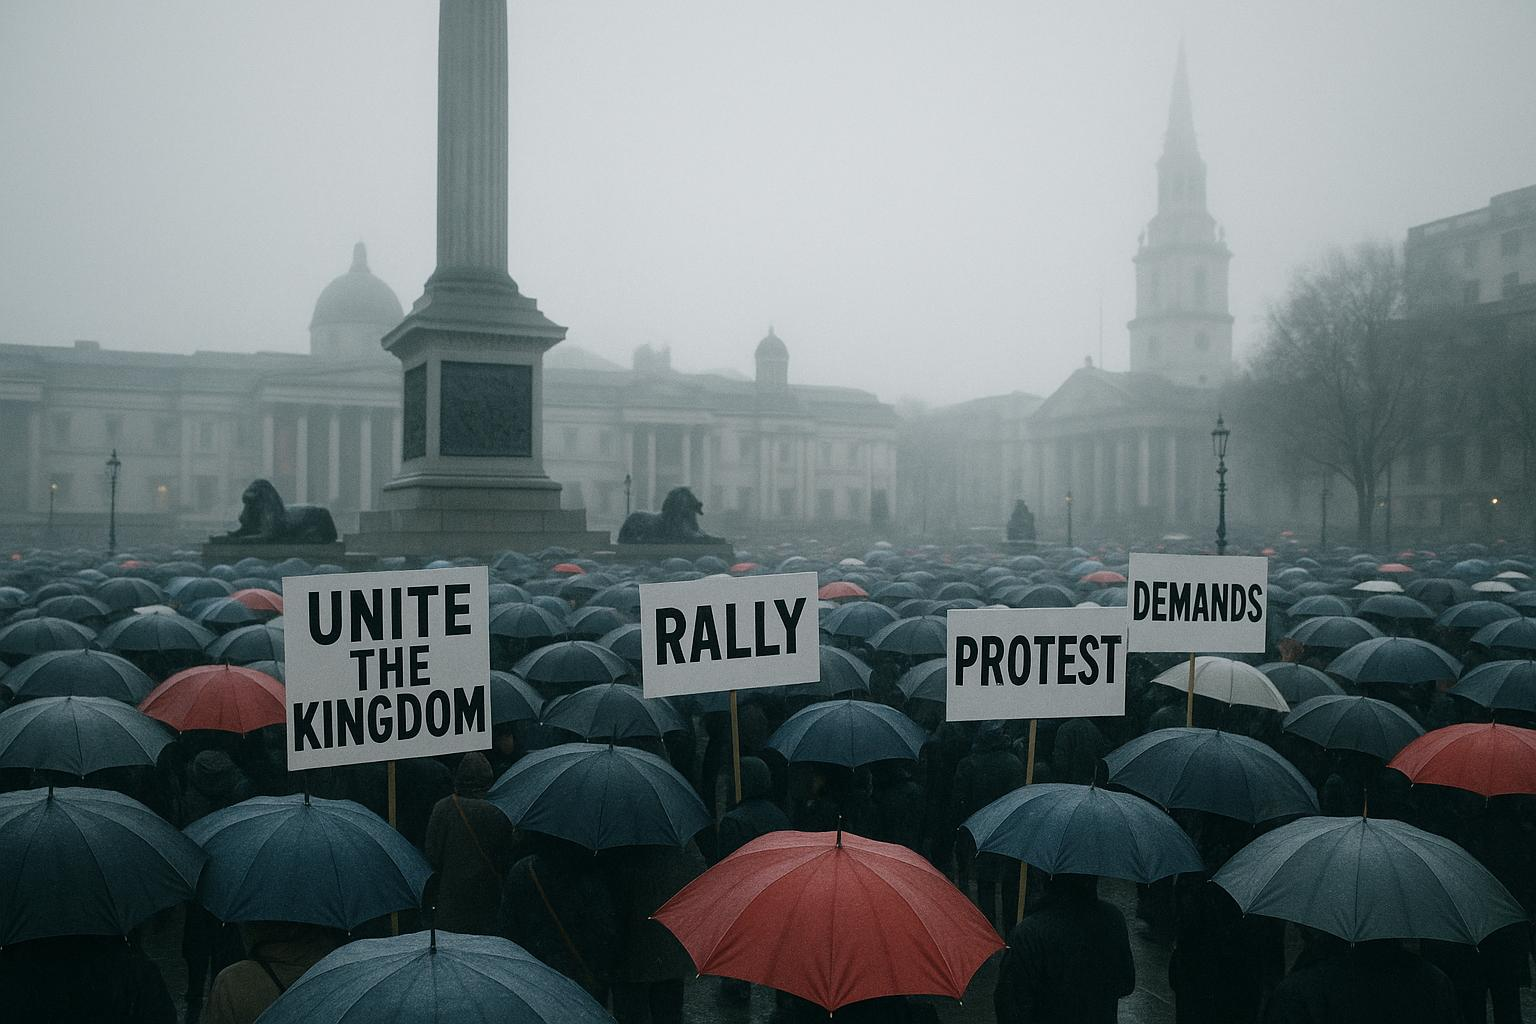 UNITE
THE
KINGDOM
RALLY
PROTEST
DEMANDS